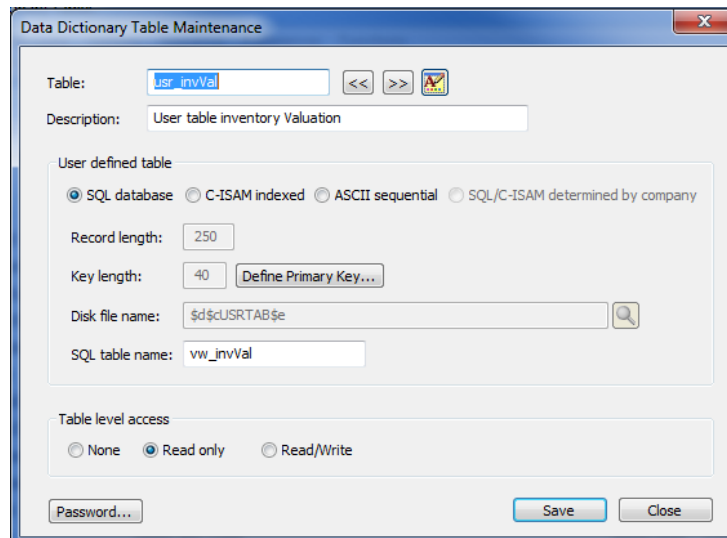 Data Dictionary Table Maintenance
Table: usr_invVal << >>
Description: User table inventory Valuation
User defined table
SQL database C-ISAM indexed ASCII sequential SQL/C-ISAM determined by company
Record length: 250
Key length: 40 Define Primary Key...
Disk file name: $d$cUSRTAB$e
SQL table name: vw_invVal
Table level access
None Read only Read/Write
Password... Save Close